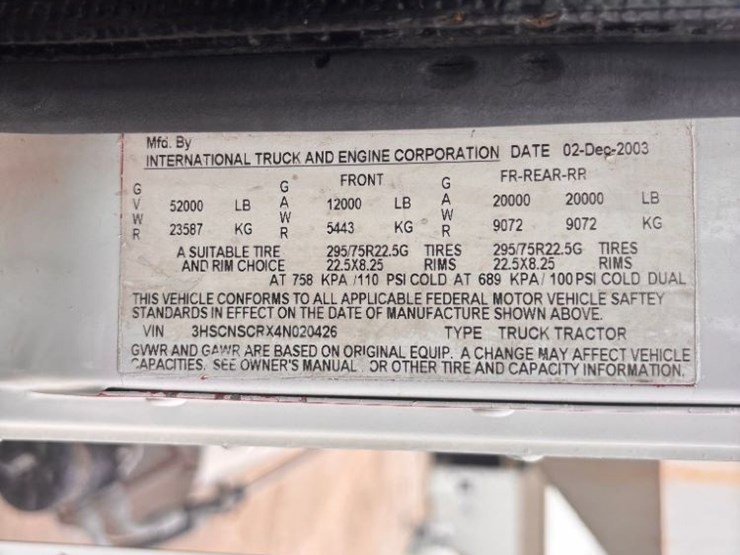 Mfd. By
INTERNATIONAL TRUCK AND ENGINE CORPORATION DATE 02-Dec-2003
GVWR 52000 LB GAWR FRONT 12000 LB GAWR FR-REAR-RR 20000 20000 LB
23587 KG 5443 KG 9072 9072 KG
A SUITABLE TIRE 295/75R22.5G TIRES 295/75R22.5G TIRES
AND RIM CHOICE 22.5X8.25 RIMS 22.5X8.25 RIMS
AT 758 KPA /110 PSI COLD AT 689 KPA/ 100 PSI COLD DUAL
THIS VEHICLE CONFORMS TO ALL APPLICABLE FEDERAL MOTOR VEHICLE SAFTEY
STANDARDS IN EFFECT ON THE DATE OF MANUFACTURE SHOWN ABOVE.
VIN 3HSCNSCRX4N020426 TYPE TRUCK TRACTOR
GVWR AND GAWR ARE BASED ON ORIGINAL EQUIP. A CHANGE MAY AFFECT VEHICLE
CAPACITIES. SEE OWNER'S MANUAL OR OTHER TIRE AND CAPACITY INFORMATION.